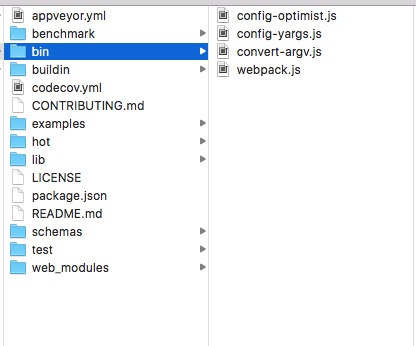 appveyor.yml
benchmark
bin
buildin
codecov.yml
CONTRIBUTING.md
examples
hot
lib
LICENSE
package.json
README.md
schemas
test
web_modules
config-optimist.js
config-yargs.js
convert-argv.js
webpack.js